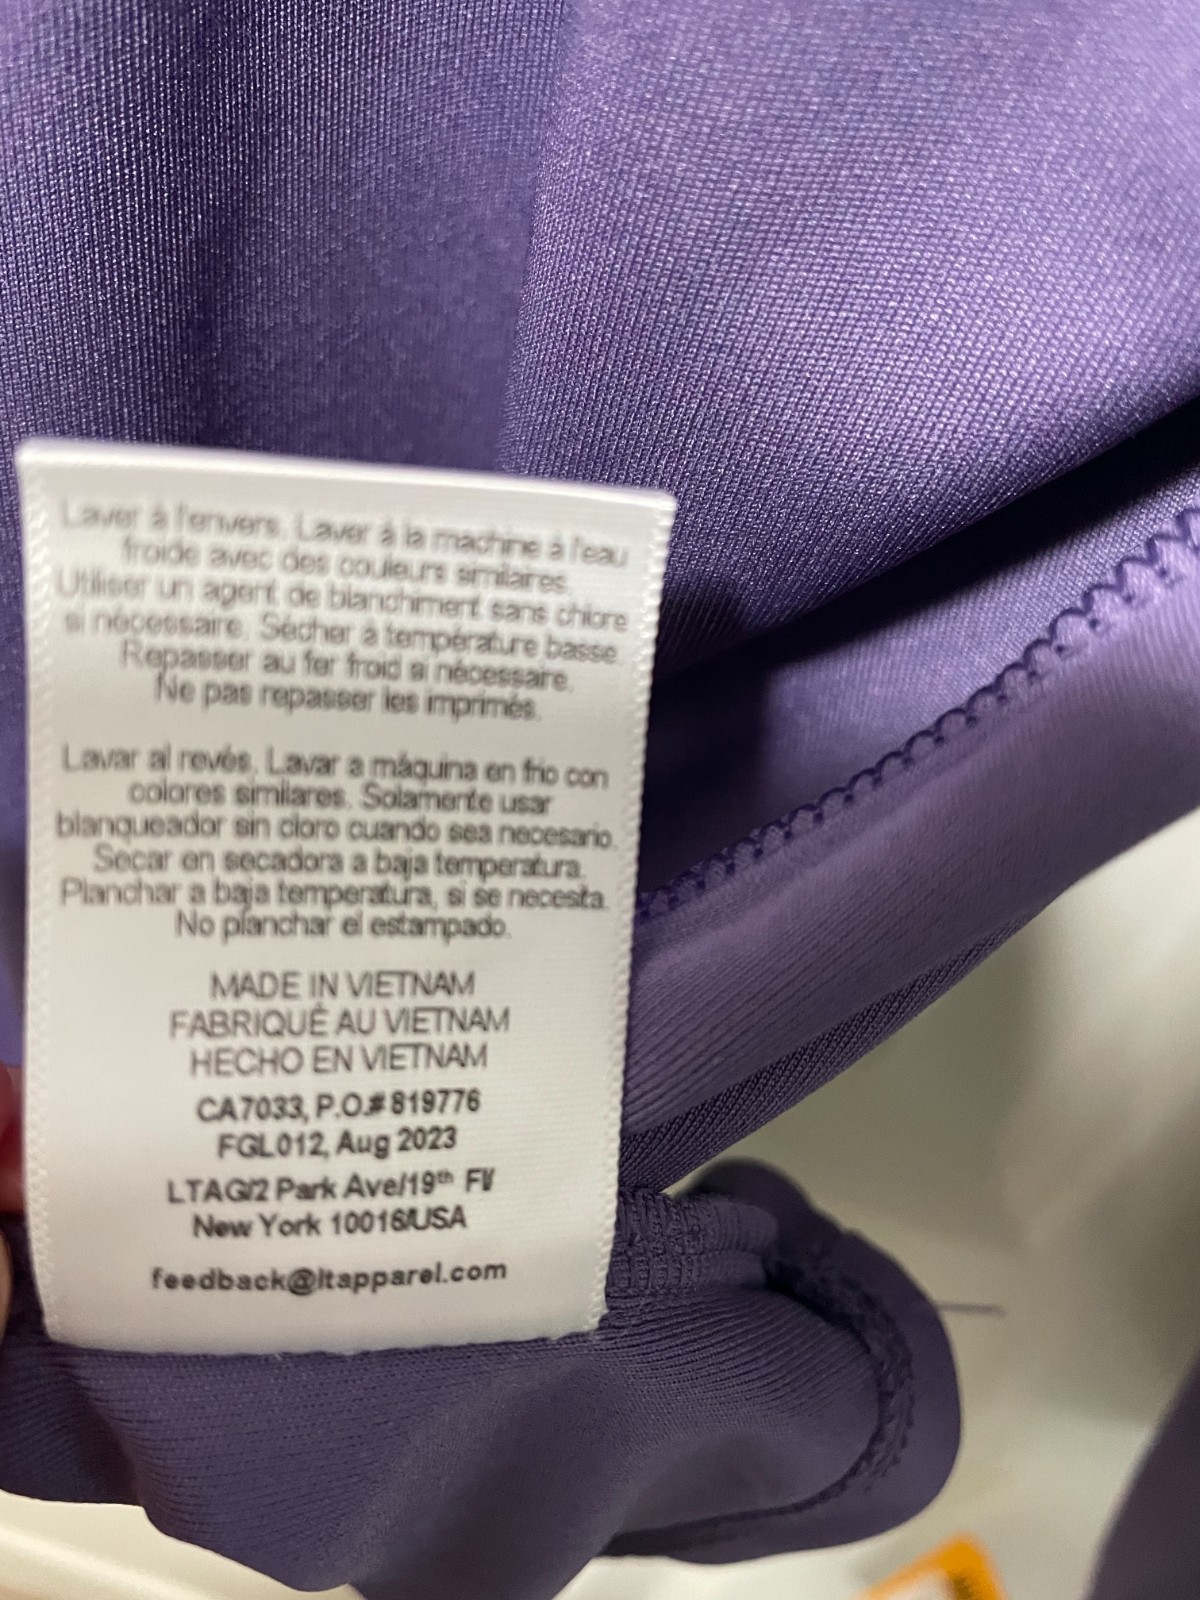 Laver à l'envers. Laver à la machine à l'eau
froide avec des couleurs similaires.
Utiliser un agent de blanchiment sans chlore
si nécessaire. Sécher à température basse.
Repasser au fer froid si nécessaire.
Ne pas repasser les imprimés.
Lavar al revés. Lavar a máquina en frio con
colores similares. Solamente usar
blanqueador sin cloro cuando sea necesario.
Secar en secadora a baja temperatura.
Planchar a baja temperatura, si se necesita.
No planchar el estampado.
MADE IN VIETNAM
FABRIQUÉ AU VIETNAM
HECHO EN VIETNAM
CA7033, P.O.# 819776
FGL012, Aug 2023
LTAG/2 Park Ave/19th Fl/
New York 10016/USA
feedback@ltapparel.com